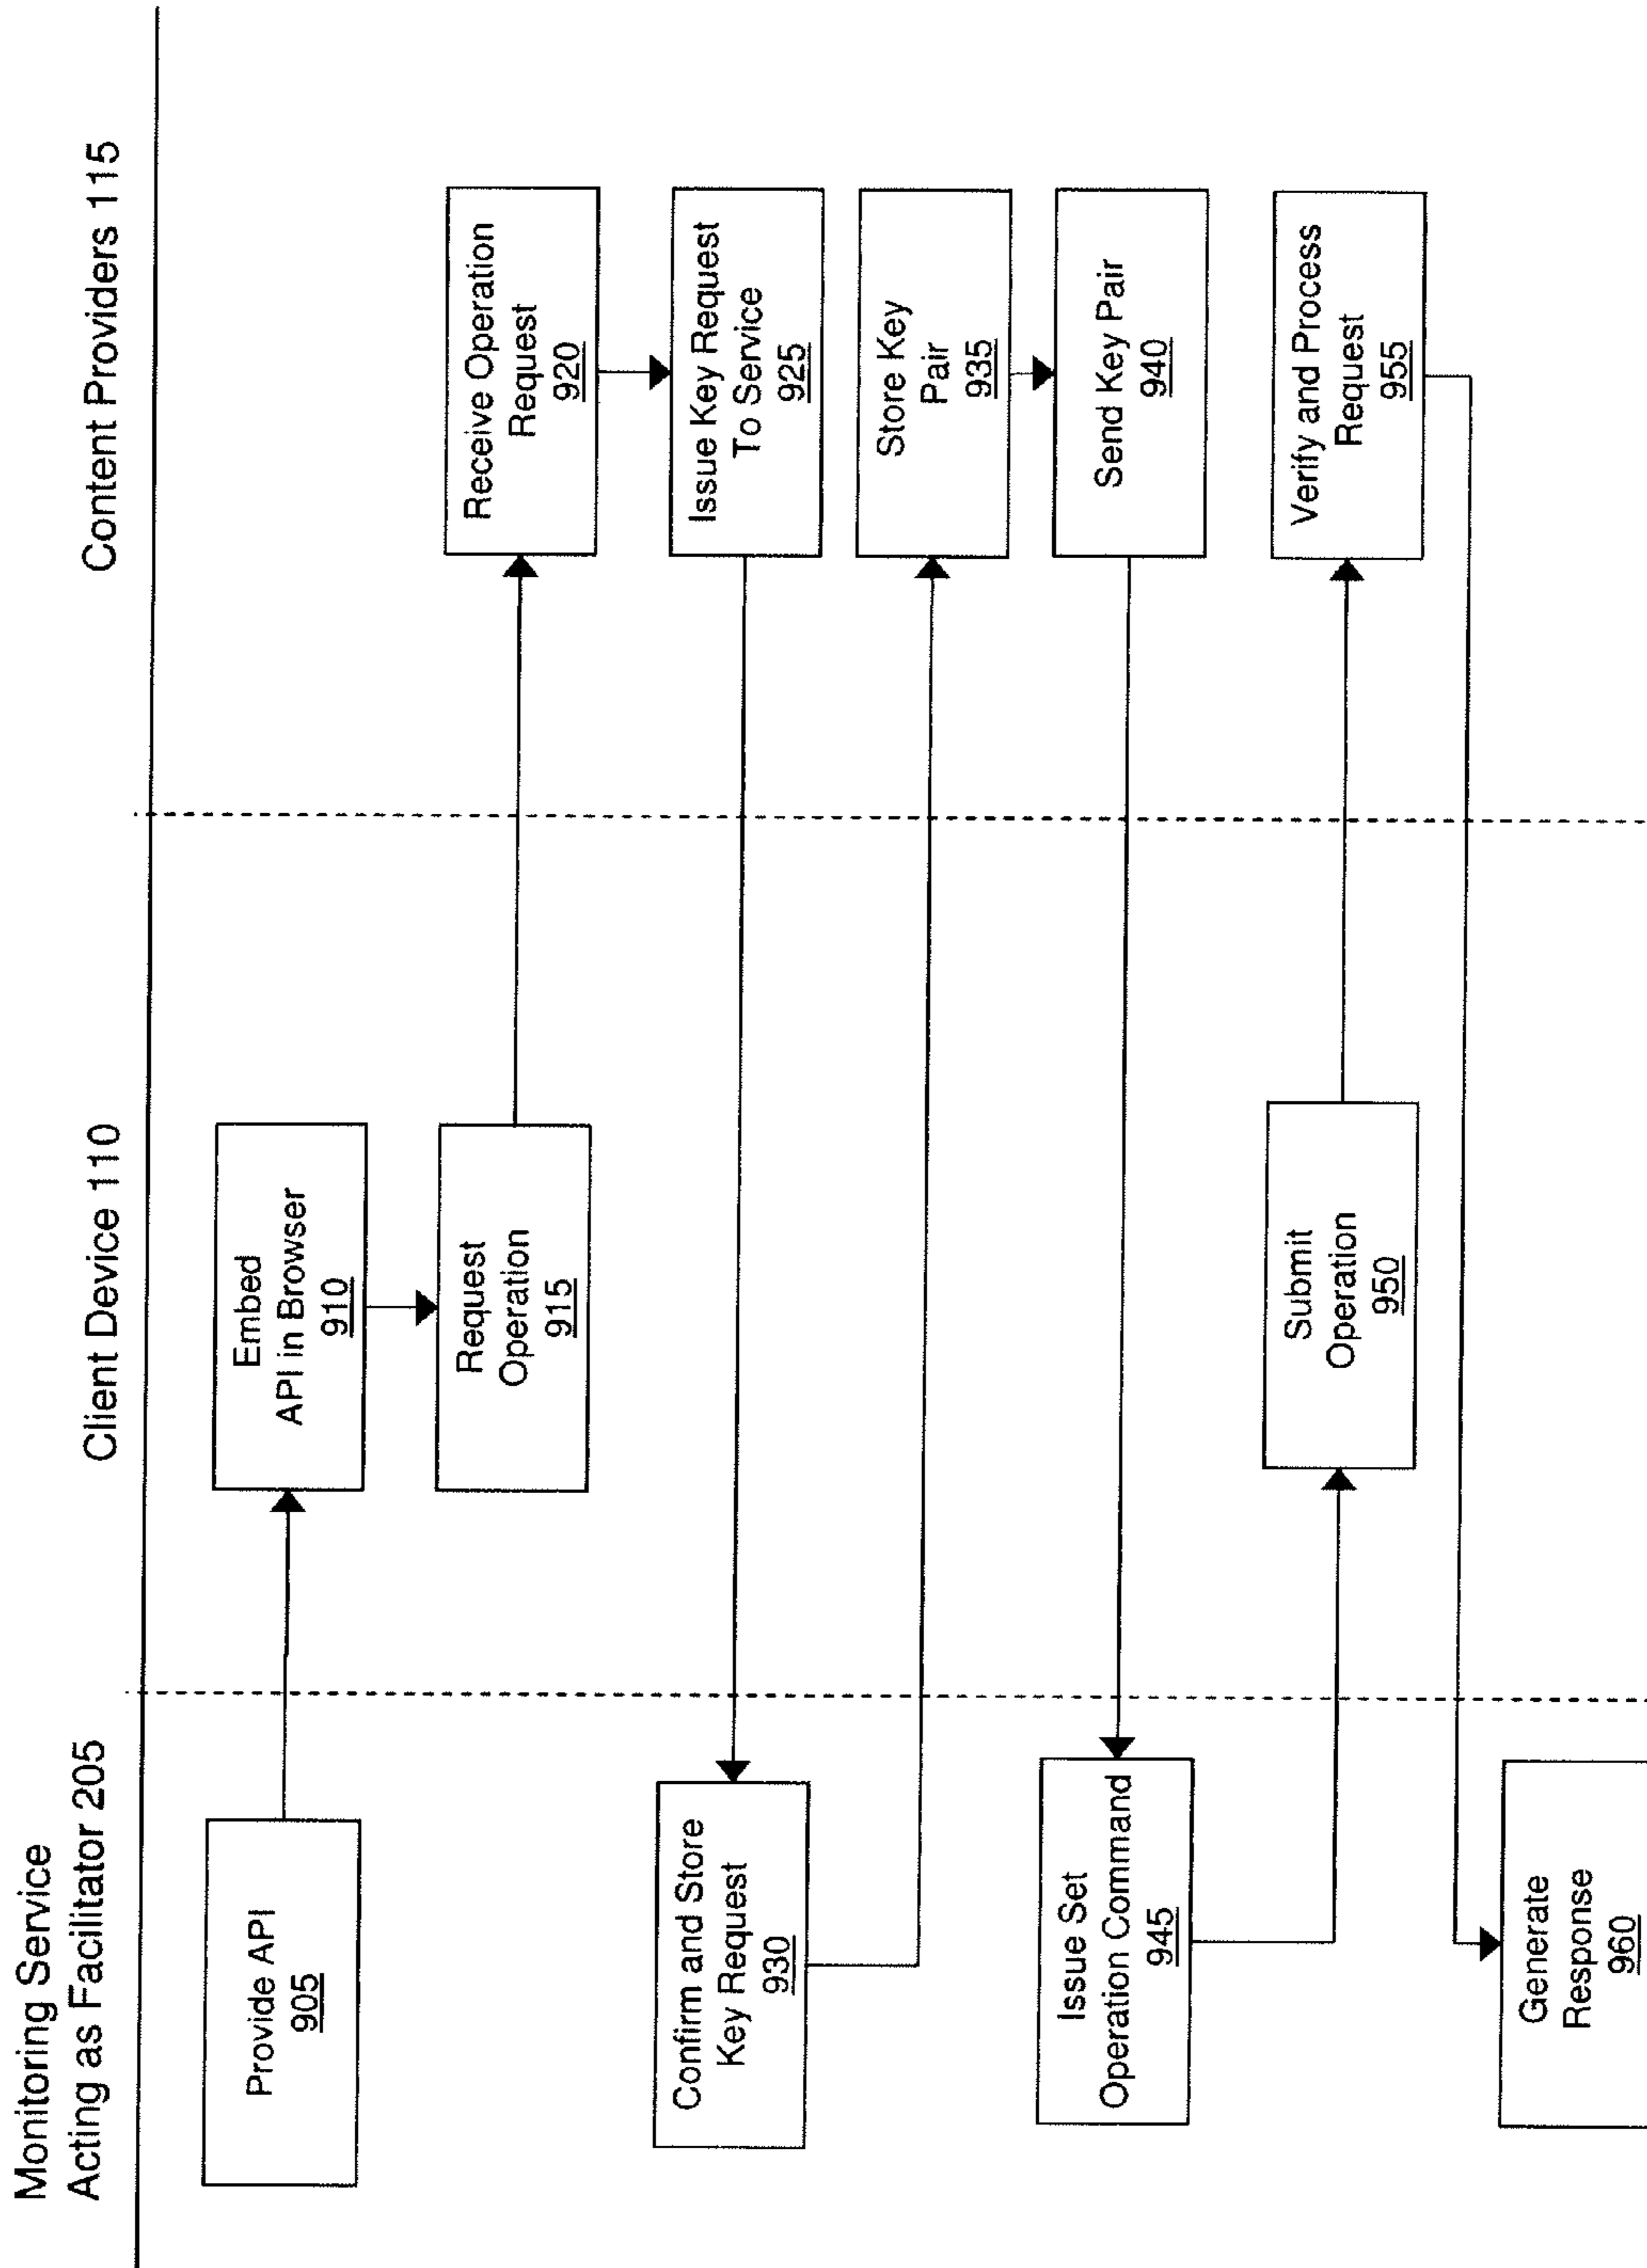 Monitoring Service
Acting as Facilitator 205
Client Device 110
Content Providers 115
Provide API
905
Embed
API in Browser
910
Request
Operation
915
Receive Operation
Request
920
Issue Key Request
To Service
925
Confirm and Store
Key Request
930
Store Key
Pair
935
Send Key Pair
940
Issue Set
Operation Command
945
Submit
Operation
950
Verify and Process
Request
955
Generate
Response
960